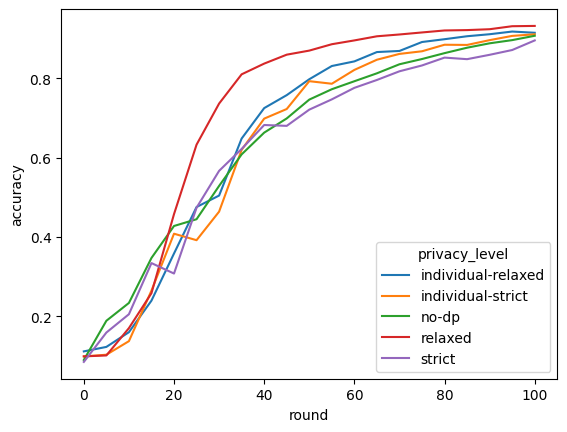 accuracy
0.8
0.6
0.4
0.2
0
20
40
60
80
100
round
privacy_level
individual-relaxed
individual-strict
no-dp
relaxed
strict